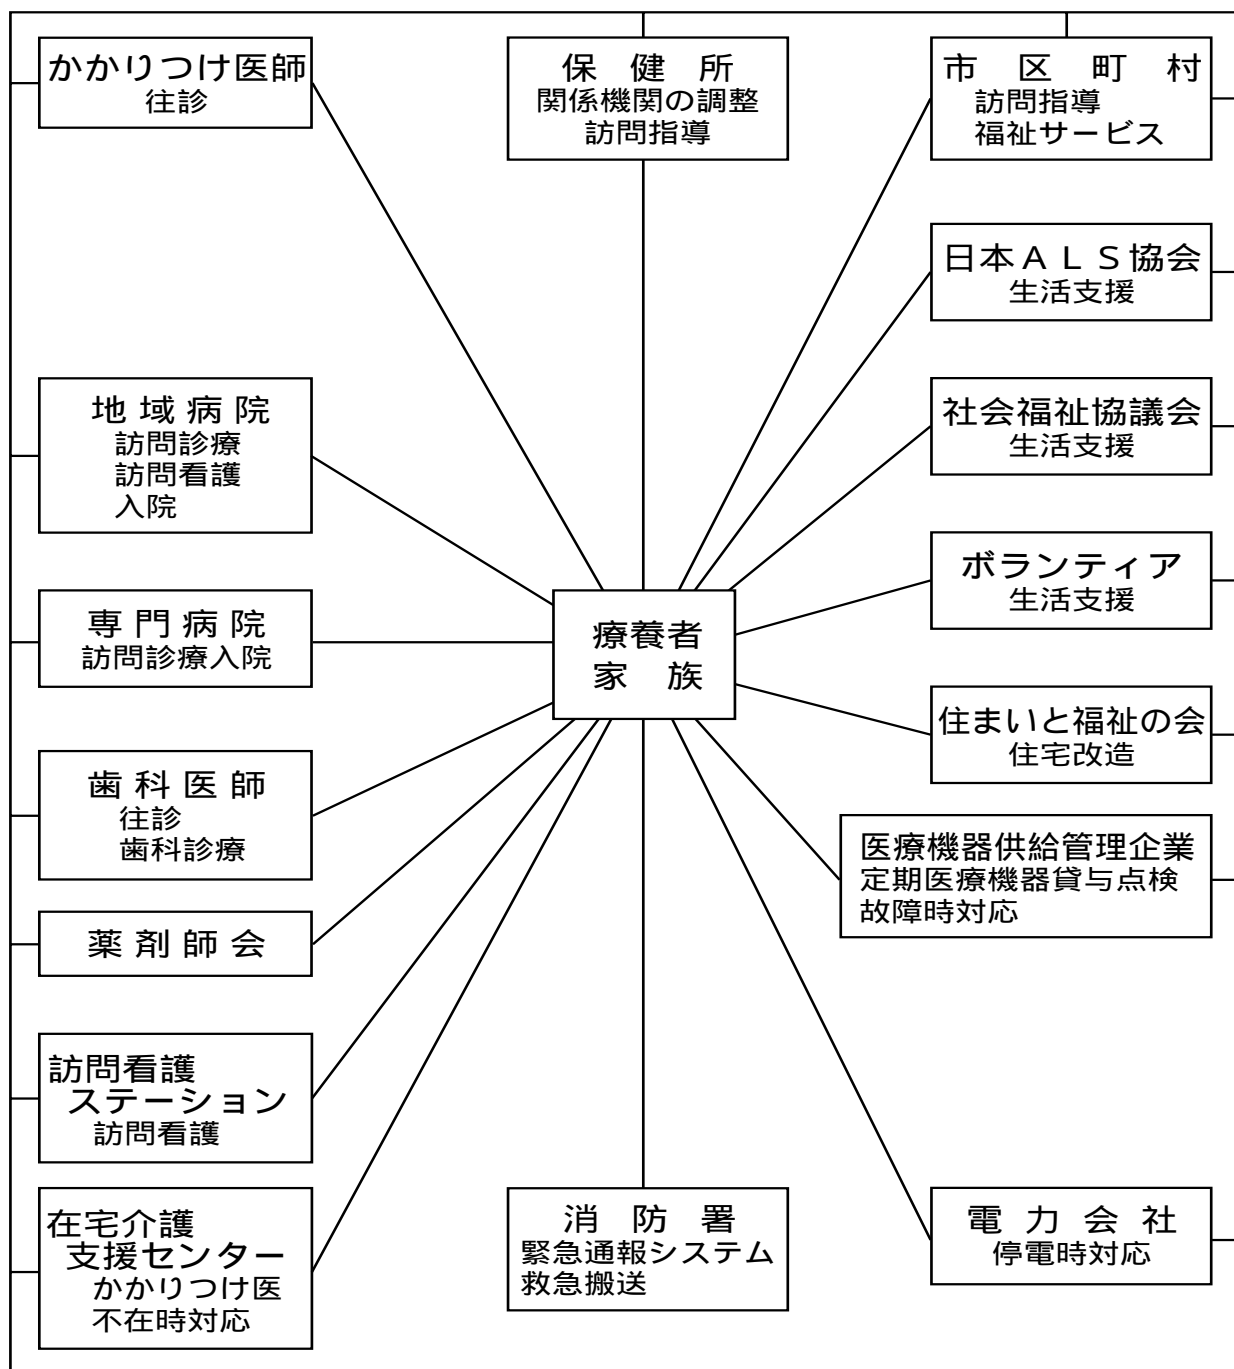 かかりつけ医師
往診
保健所
関係機関の調整
訪問指導
市区町村
訪問指導
福祉サービス
日本ＡＬＳ協会
生活支援
地域病院
訪問診療
訪問看護
入院
社会福祉協議会
生活支援
ボランティア
生活支援
専門病院
訪問診療入院
療養者
家族
住まいと福祉の会
住宅改造
歯科医師
往診
歯科診療
医療機器供給管理企業
定期医療機器貸与点検
故障時対応
薬剤師会
訪問看護
ステーション
訪問看護
在宅介護
支援センター
かかりつけ医
不在時対応
消防署
緊急通報システム
救急搬送
電力会社
停電時対応